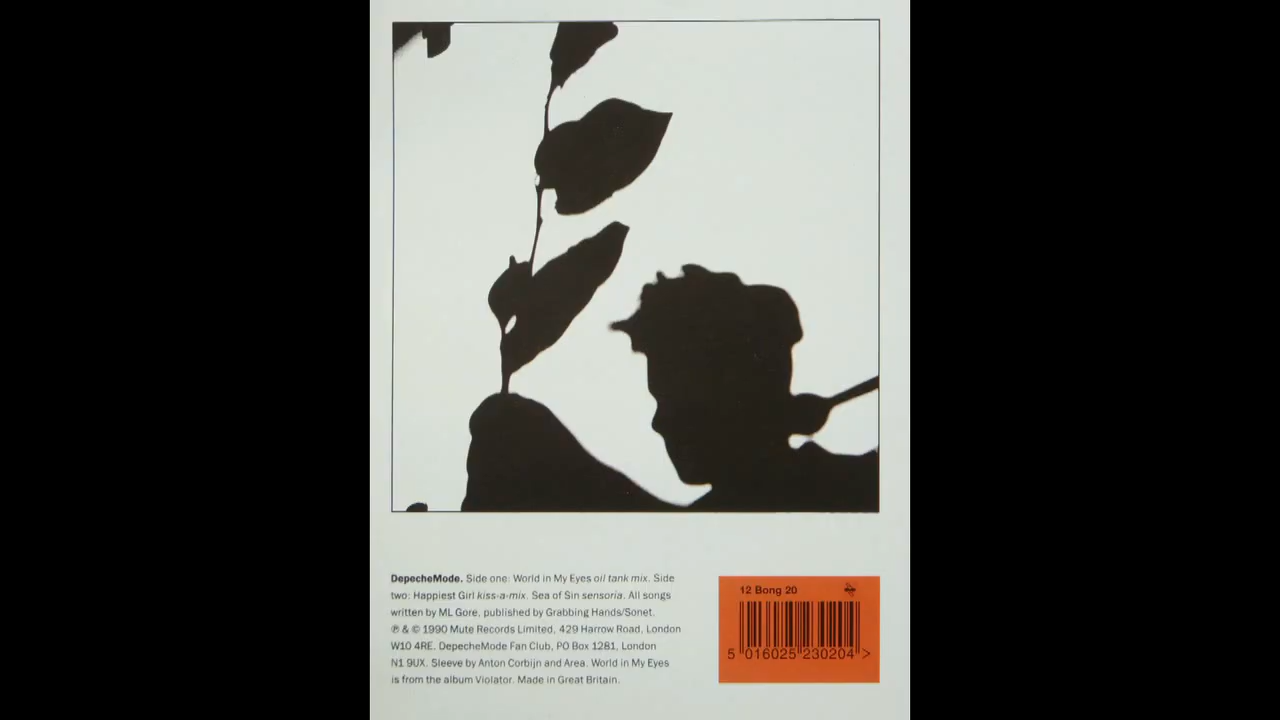 DepecheMode. Side one: World in My Eyes oil tank mix. Side
two: Happiest Girl kiss-a-mix. Sea of Sin sensoria. All songs
written by ML Gore, published by Grabbing Hands/Sonet.
℗ & © 1990 Mute Records Limited, 429 Harrow Road, London
W10 4RE. DepecheMode Fan Club, PO Box 1281, London
N1 9UX. Sleeve by Anton Corbijn and Area. World in My Eyes
is from the album Violator. Made in Great Britain.
12 Bong 20
5 016025 230204 >